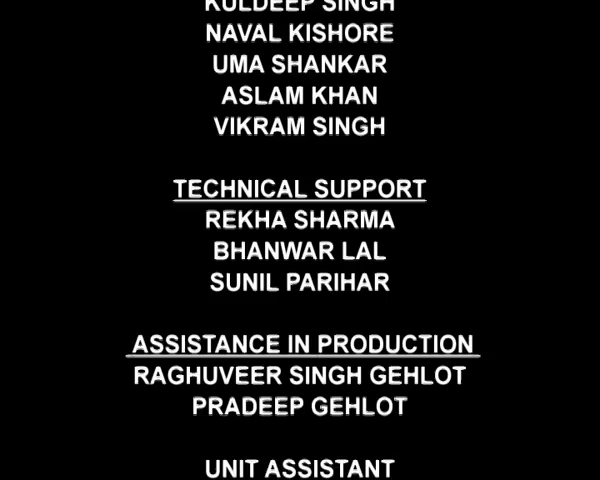 KULDEEP SINGH
NAVAL KISHORE
UMA SHANKAR
ASLAM KHAN
VIKRAM SINGH
TECHNICAL SUPPORT
REKHA SHARMA
BHANWAR LAL
SUNIL PARIHAR
ASSISTANCE IN PRODUCTION
RAGHUVEER SINGH GEHLOT
PRADEEP GEHLOT
UNIT ASSISTANT